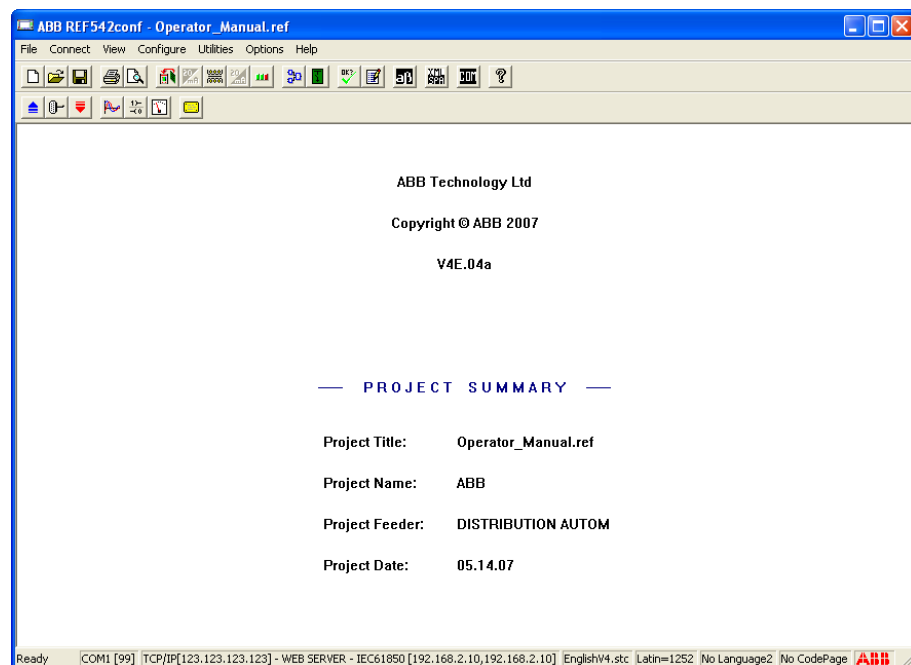 ABB REF542conf - Operator_Manual.ref
File Connect View Configure Utilities Options Help
ABB Technology Ltd
Copyright © ABB 2007
V4E.04a
PROJECT SUMMARY
Project Title: Operator_Manual.ref
Project Name: ABB
Project Feeder: DISTRIBUTION AUTOM
Project Date: 05.14.07
Ready COM1 [99] TCP/IP[123.123.123.123] - WEB SERVER - IEC61850 [192.168.2.10,192.168.2.10] EnglishV4.stc Latin=1252 No Language2 No CodePage ABB